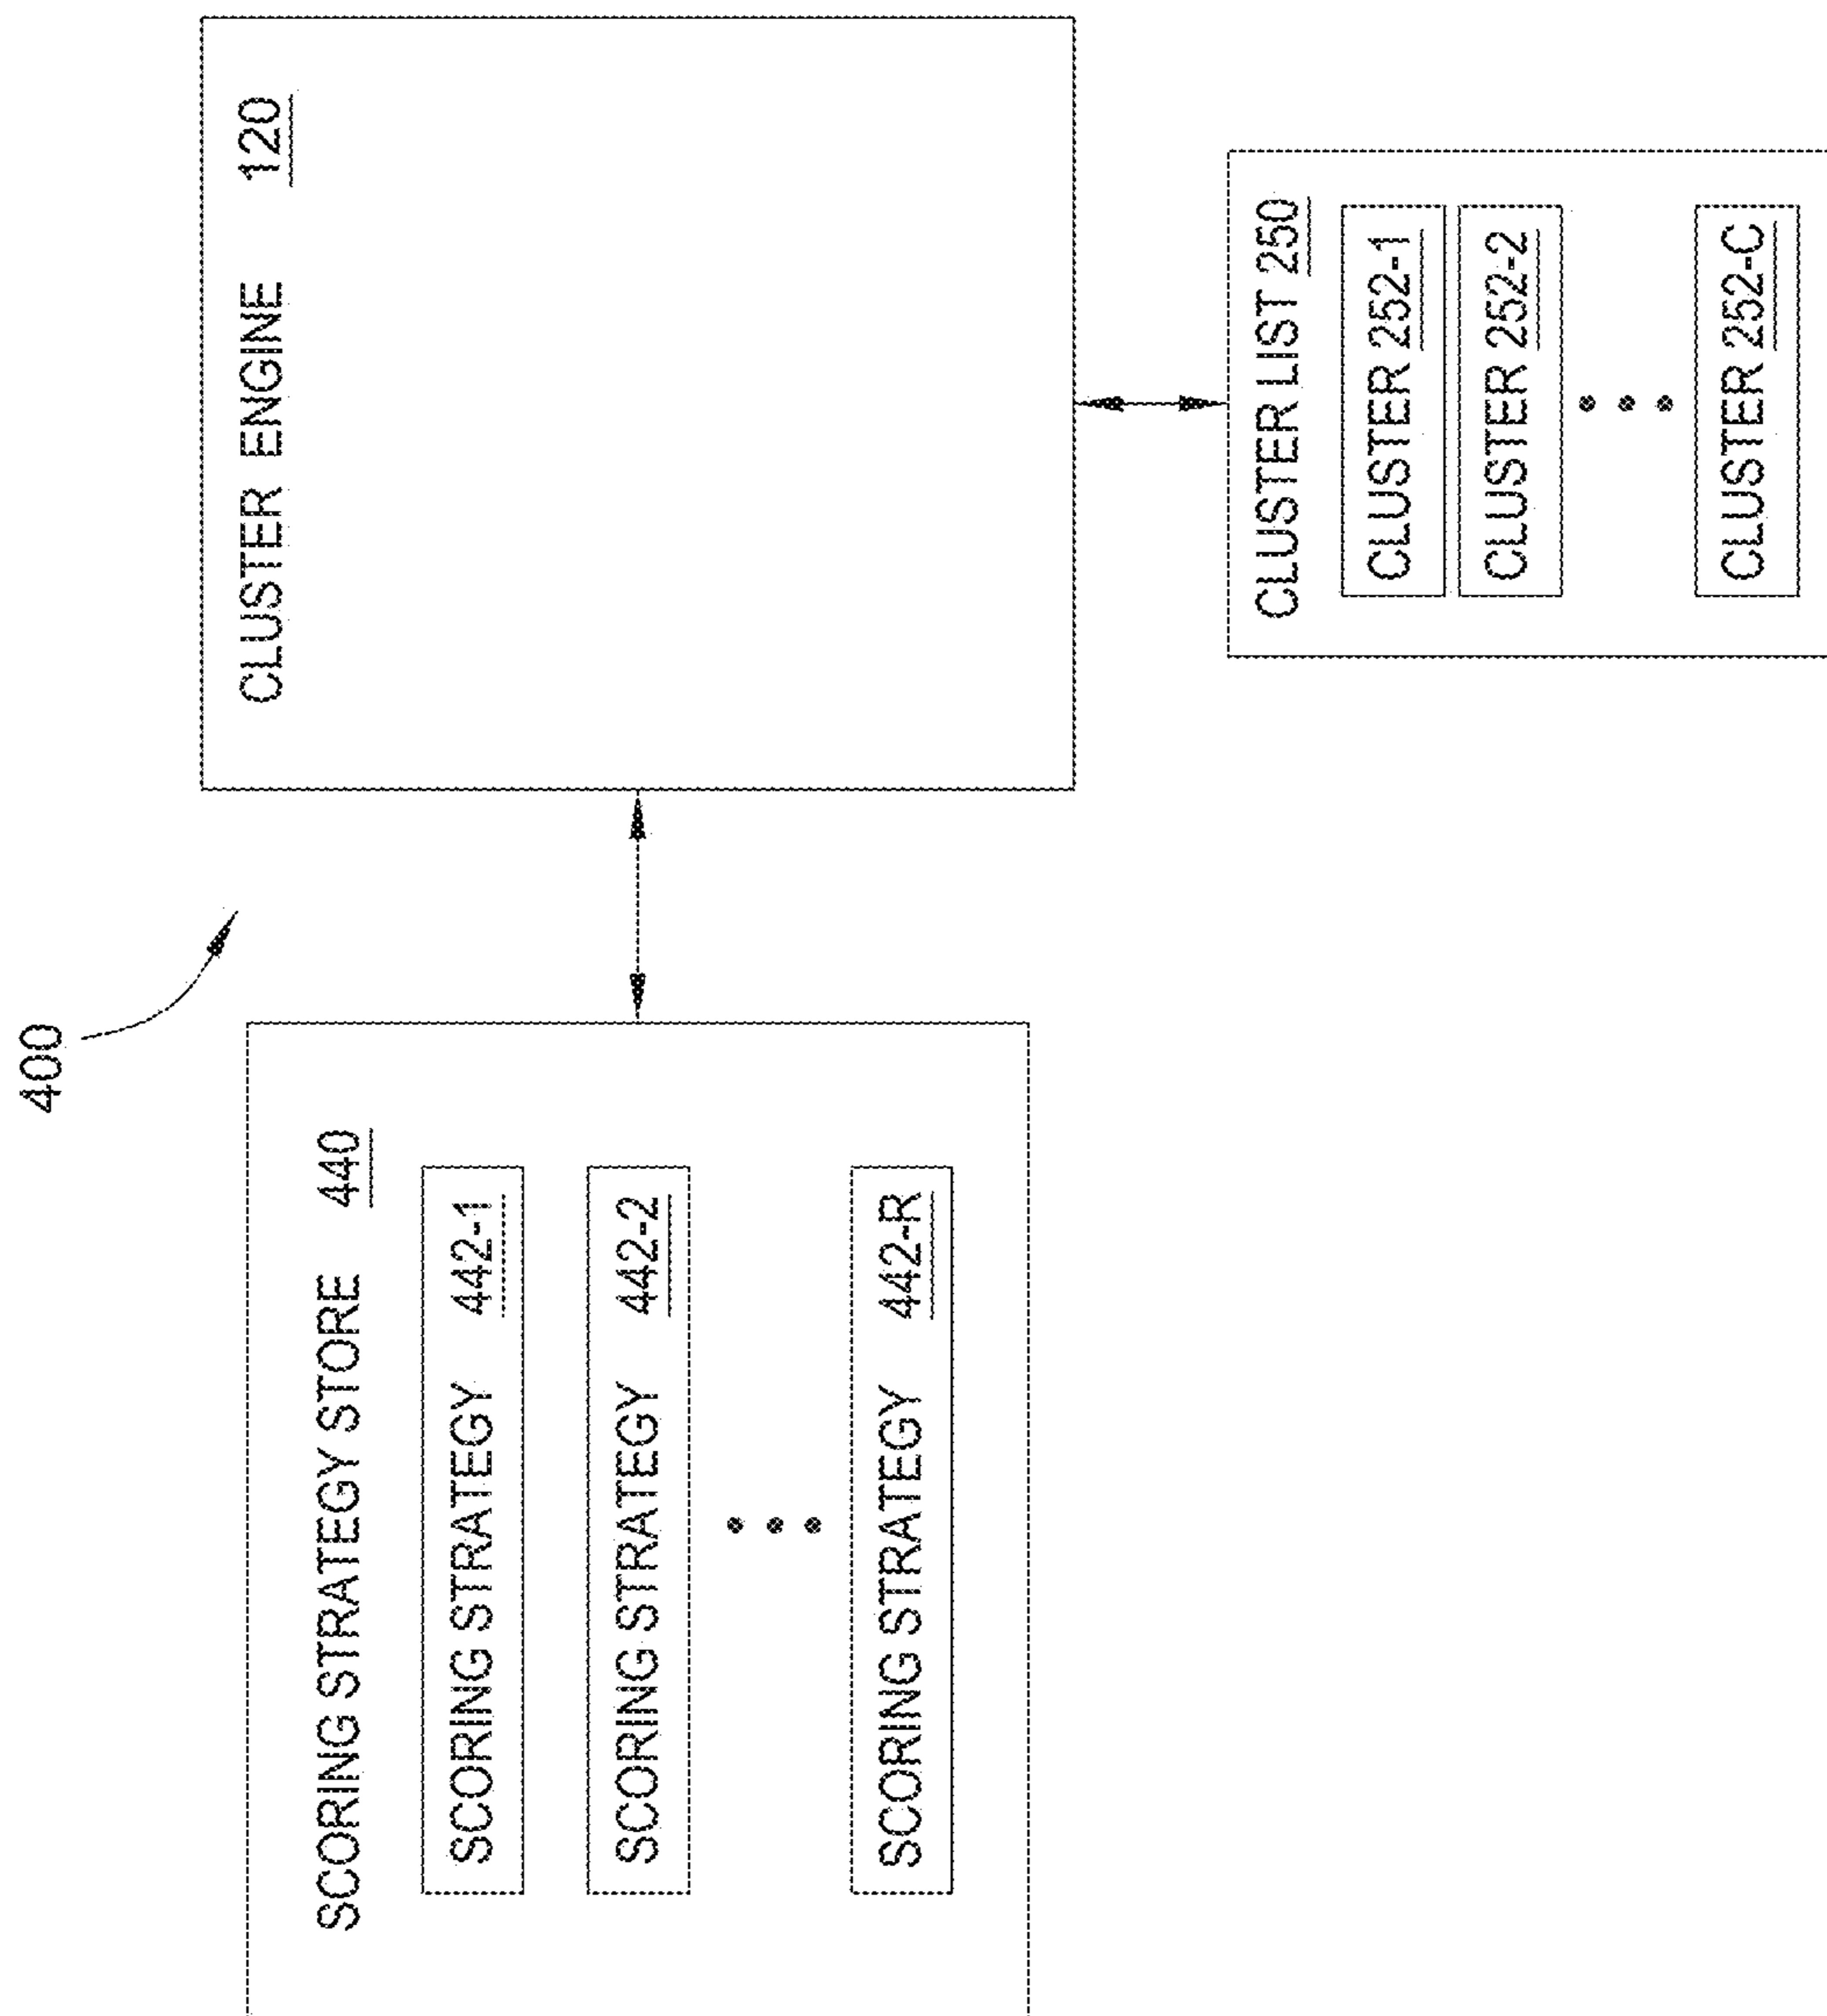 400
SCORING STRATEGY STORE 440
SCORING STRATEGY 442-1
SCORING STRATEGY 442-2
SCORING STRATEGY 442-R
CLUSTER ENGINE 120
CLUSTER LIST 250
CLUSTER 252-1
CLUSTER 252-2
CLUSTER 252-C